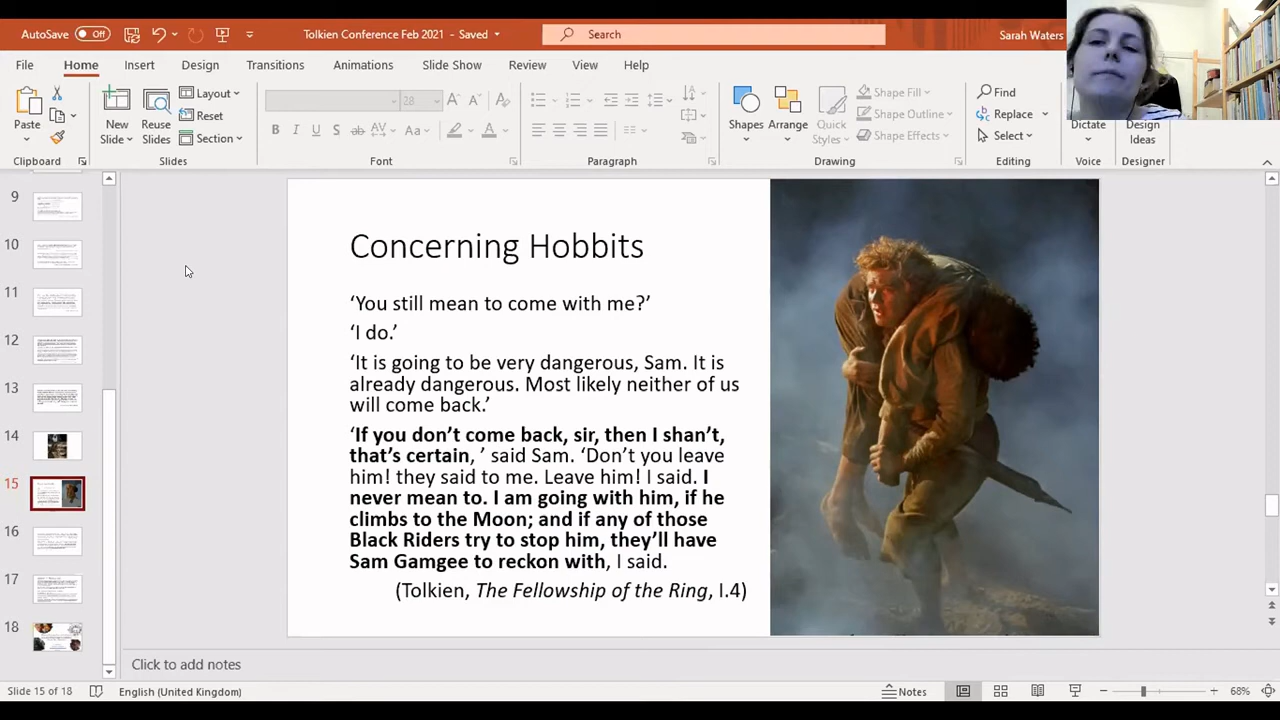 AutoSave Off Tolkien Conference Feb 2021 - Saved Search Sarah Waters
File Home Insert Design Transitions Animations Slide Show Review View Help
Paste
Clipboard
New Slide
Reuse Slides
Layout
Reset
Section
Slides
28
B I U S ab AV Aa A
Font
Paragraph
Shapes
Arrange
Quick Styles
Shape Fill
Shape Outline
Shape Effects
Drawing
Find
Replace
Select
Editing
Dictate
Voice
Design Ideas
Designer
9
10
11
12
13
14
15
16
17
18
Concerning Hobbits
‘You still mean to come with me?’
‘I do.’
‘It is going to be very dangerous, Sam. It is
already dangerous. Most likely neither of us
will come back.’
‘If you don’t come back, sir, then I shan’t,
that’s certain, ’ said Sam. ‘Don’t you leave
him! they said to me. Leave him! I said. I
never mean to. I am going with him, if he
climbs to the Moon; and if any of those
Black Riders try to stop him, they’ll have
Sam Gamgee to reckon with, I said.
(Tolkien, The Fellowship of the Ring, I.4)
Click to add notes
Slide 15 of 18 English (United Kingdom) Notes 68%